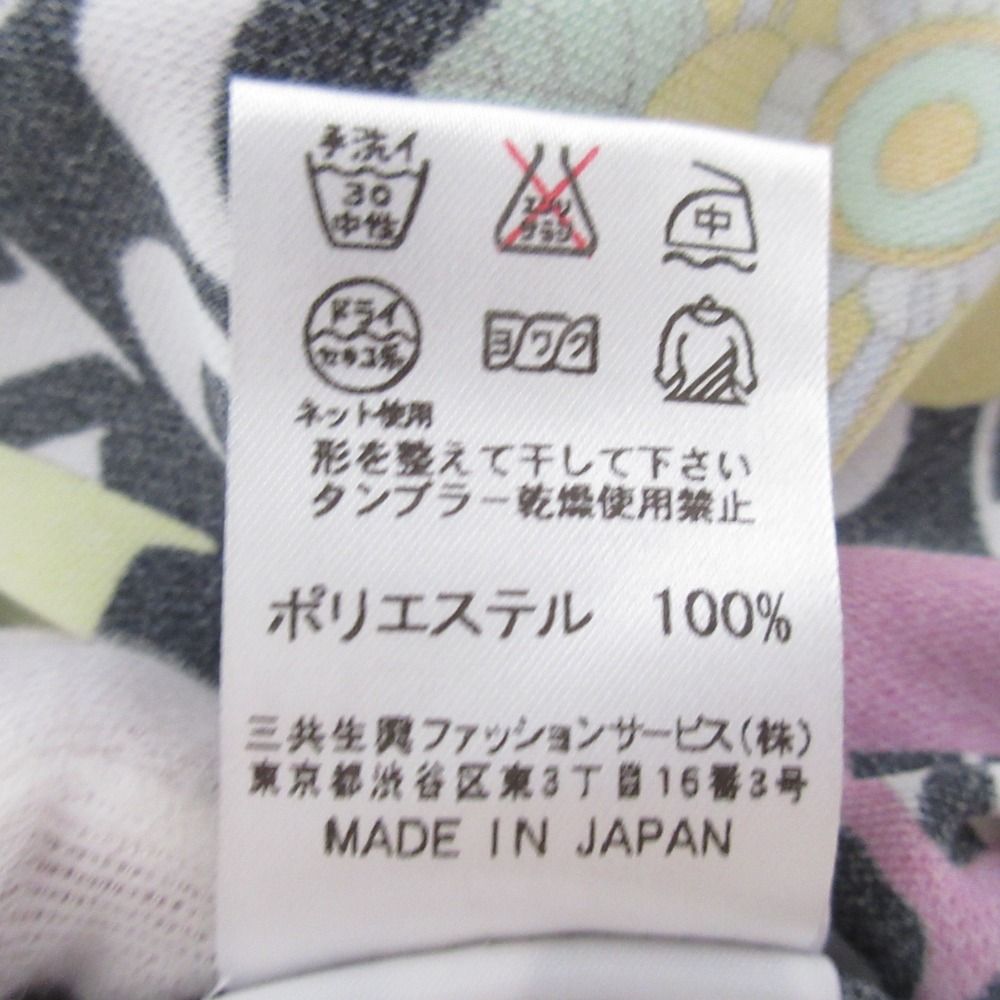 手洗イ
30
中性
エンソ
サラシ
中
ドライ
セキユ系
ヨワク
ネット使用
形を整えて干して下さい
タンブラー乾燥使用禁止
ポリエステル 100%
三共生興ファッションサービス(株)
東京都渋谷区東3丁目16番3号
MADE IN JAPAN